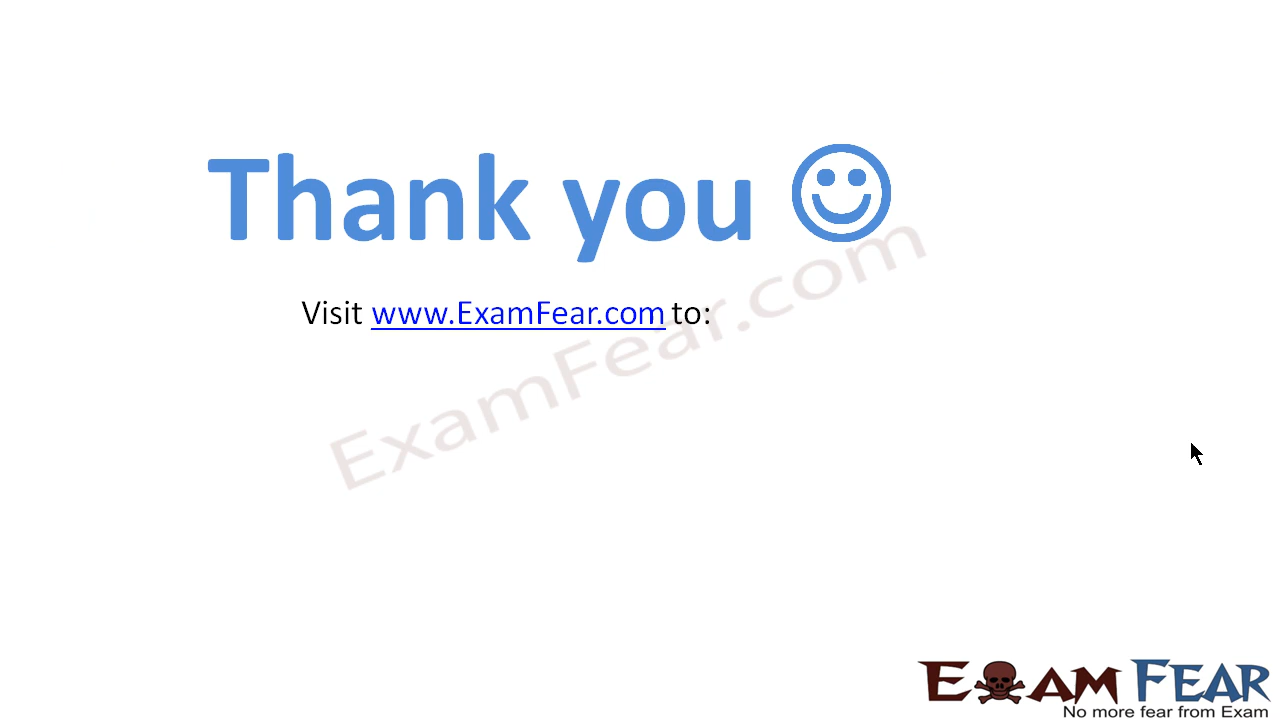 Thank you ☺
Visit www.ExamFear.com to:
ExamFear.com
EXAM FEAR
No more fear from Exam